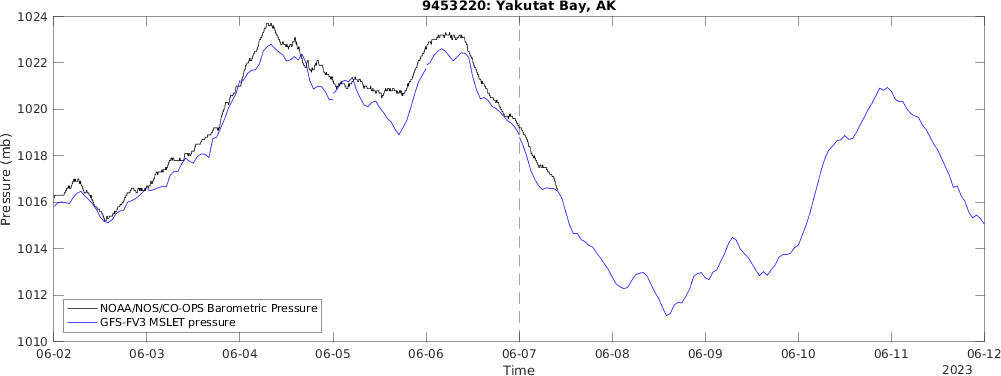 9453220: Yakutat Bay, AK
Pressure (mb)
1024
1022
1020
1018
1016
1014
1012
1010
NOAA/NOS/CO-OPS Barometric Pressure
GFS-FV3 MSLET pressure
06-02 06-03 06-04 06-05 06-06 06-07 06-08 06-09 06-10 06-11 06-12
Time
2023